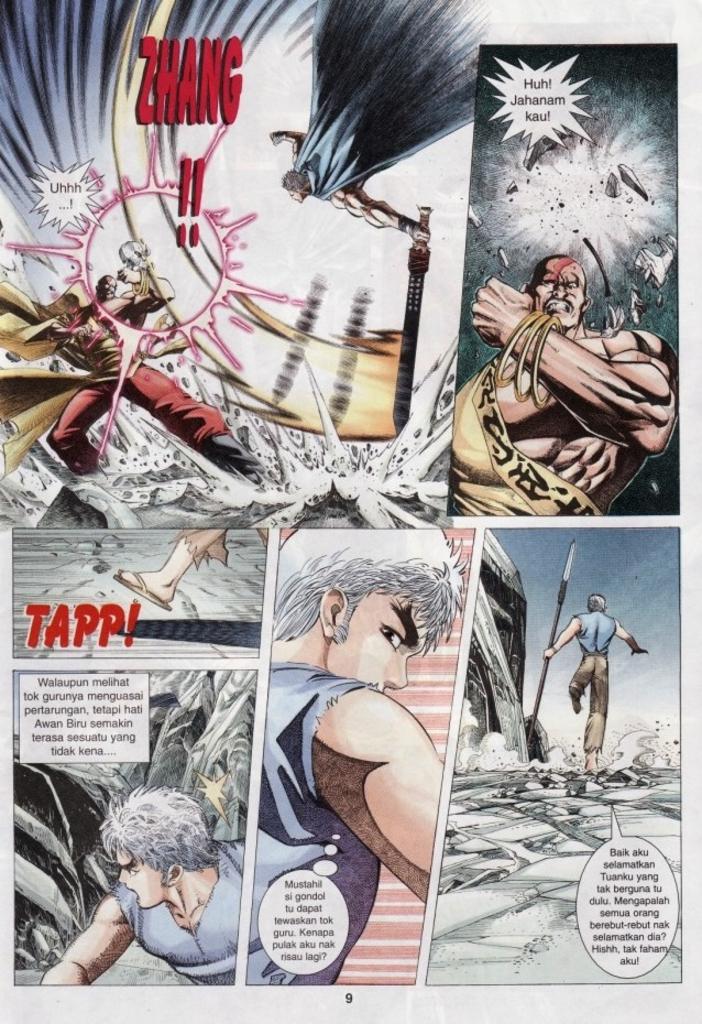 ZHANG
!!
Uhhh
...!
Huh!
Jahanam
kau!
TAPP!
Walaupun melihat
tok gurunya menguasai
pertarungan, tetapi hati
Awan Biru semakin
terasa sesuatu yang
tidak kena....
Mustahil
si gondol
tu dapat
tewaskan tok
guru. Kenapa
pulak aku nak
risau lagi?
Baik aku
selamatkan
Tuanku yang
tak berguna tu
dulu. Mengapalah
semua orang
berebut-rebut nak
selamatkan dia?
Hishh, tak faham
aku!
9